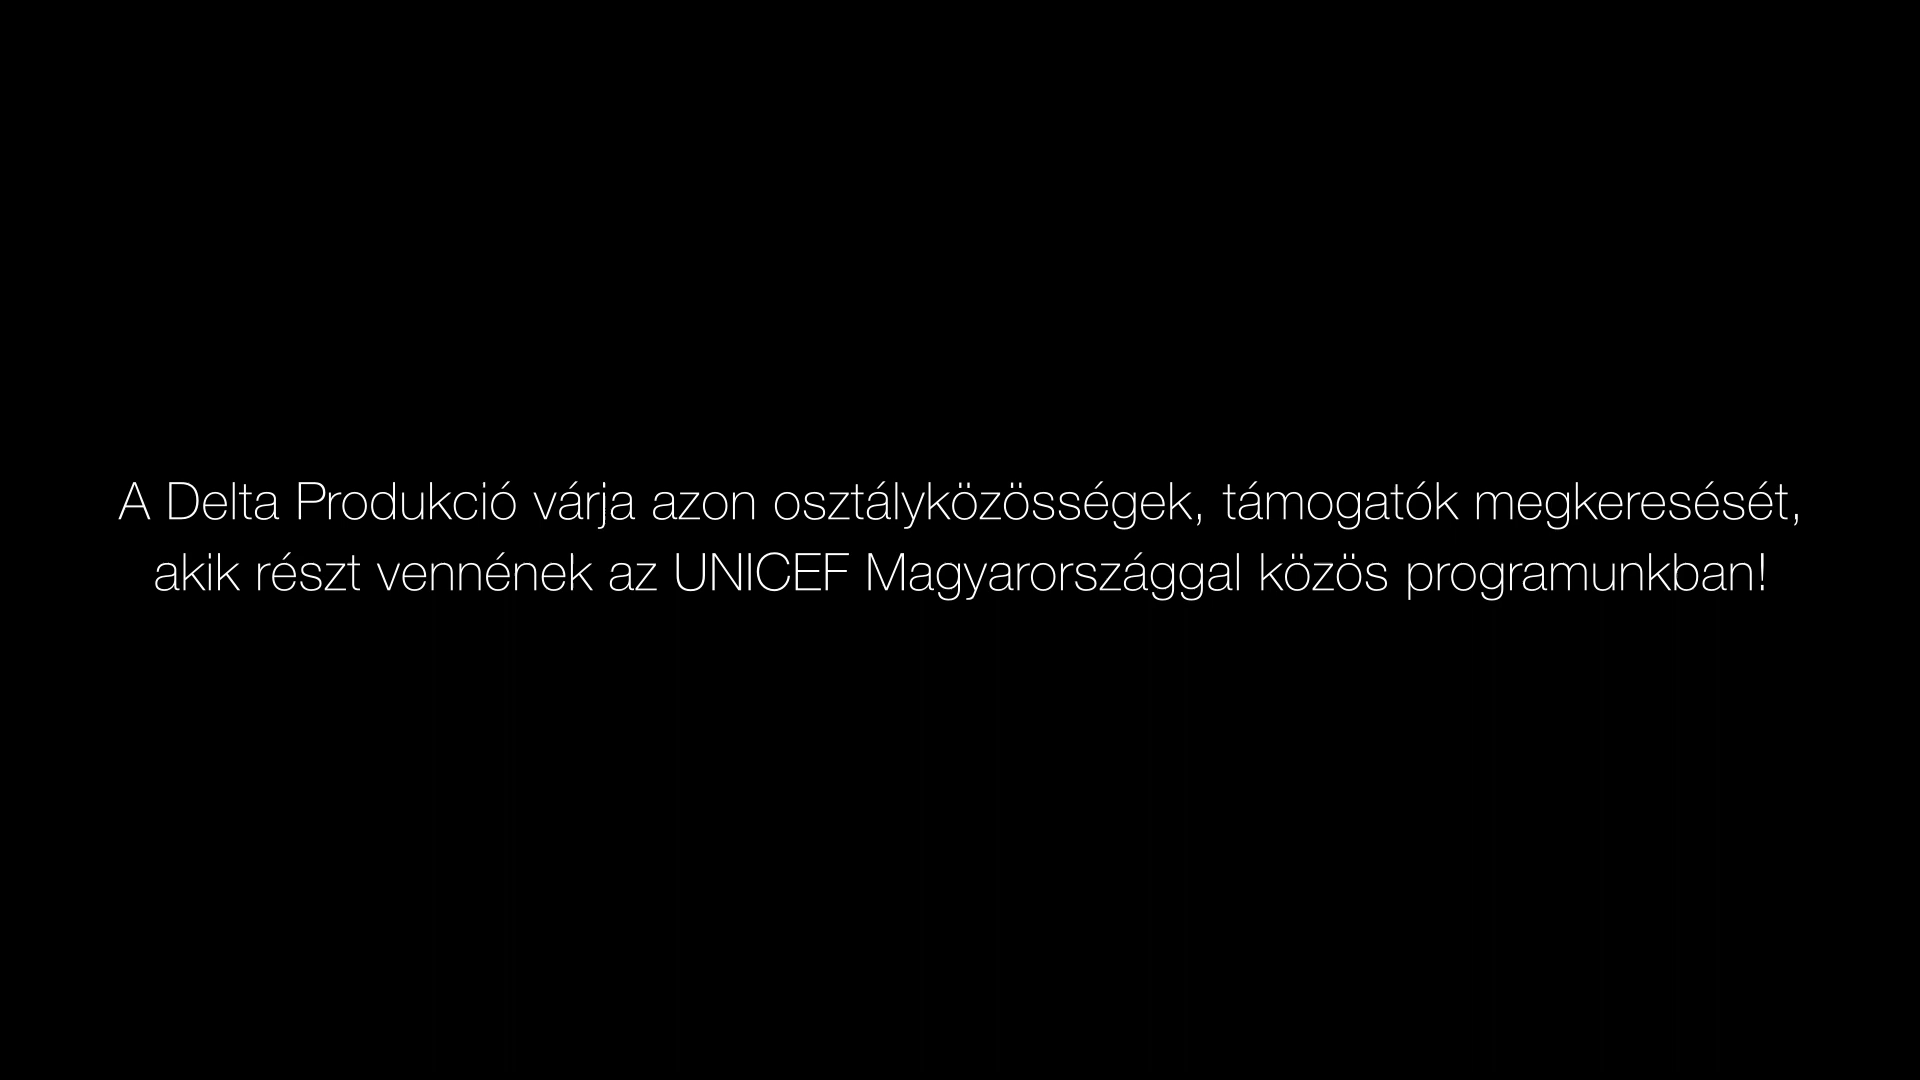 A Delta Produkció várja azon osztályközösségek, támogatók megkeresését,
akik részt vennének az UNICEF Magyarországgal közös programunkban!